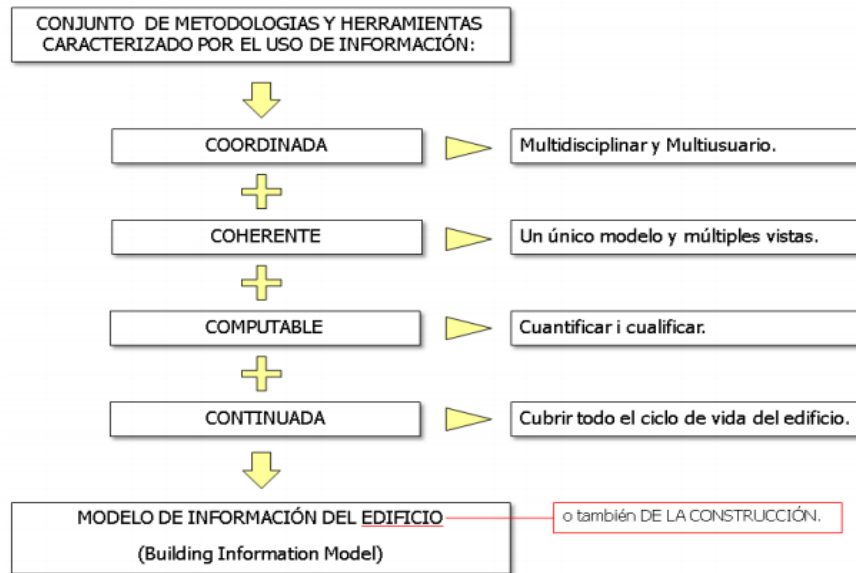 CONJUNTO DE METODOLOGIAS Y HERRAMIENTAS
CARACTERIZADO POR EL USO DE INFORMACIÓN:
COORDINADA
Multidisciplinar y Multiusuario.
COHERENTE
Un único modelo y múltiples vistas.
COMPUTABLE
Cuantificar i cualificar.
CONTINUADA
Cubrir todo el ciclo de vida del edificio.
MODELO DE INFORMACIÓN DEL EDIFICIO
o también DE LA CONSTRUCCIÓN.
(Building Information Model)